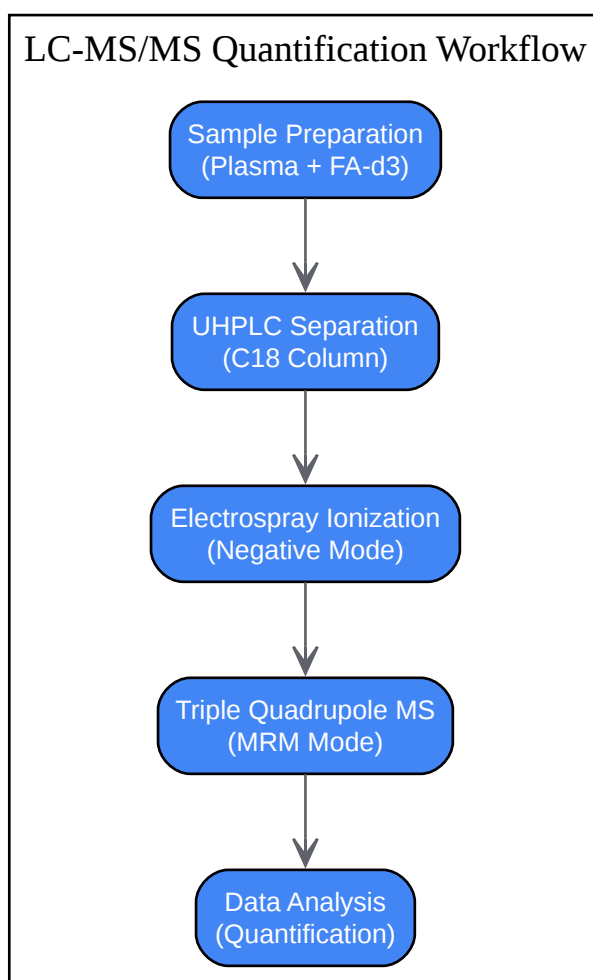 LC-MS/MS Quantification Workflow
Sample Preparation
(Plasma + FA-d3)
UHPLC Separation
(C18 Column)
Electrospray Ionization
(Negative Mode)
Triple Quadrupole MS
(MRM Mode)
Data Analysis
(Quantification)